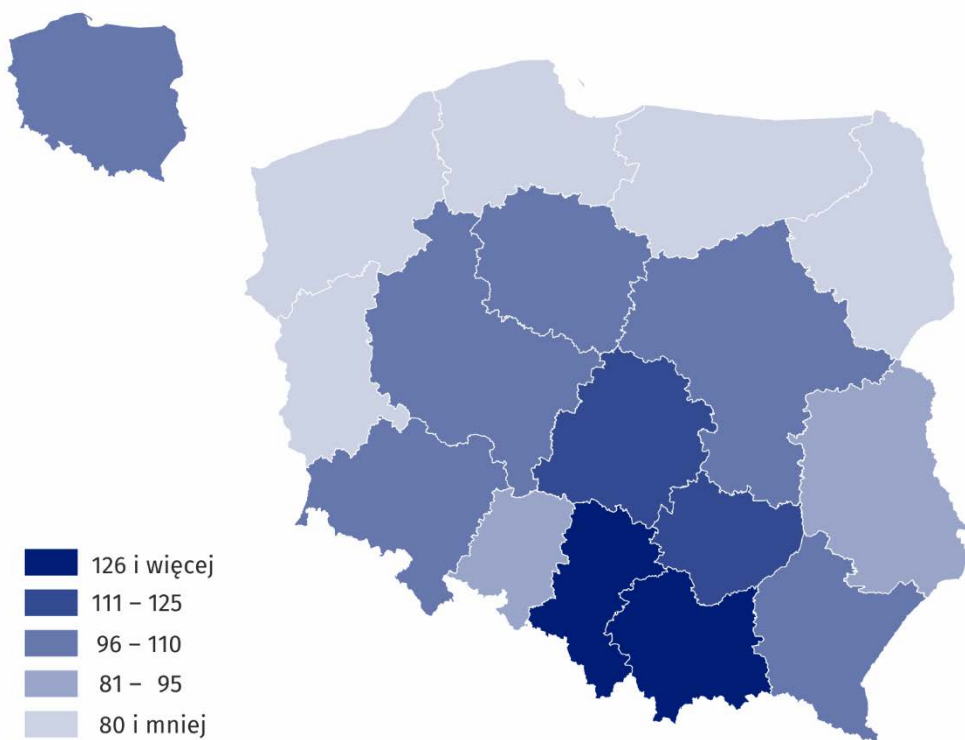 126 i więcej
111 – 125
96 – 110
81 – 95
80 i mniej